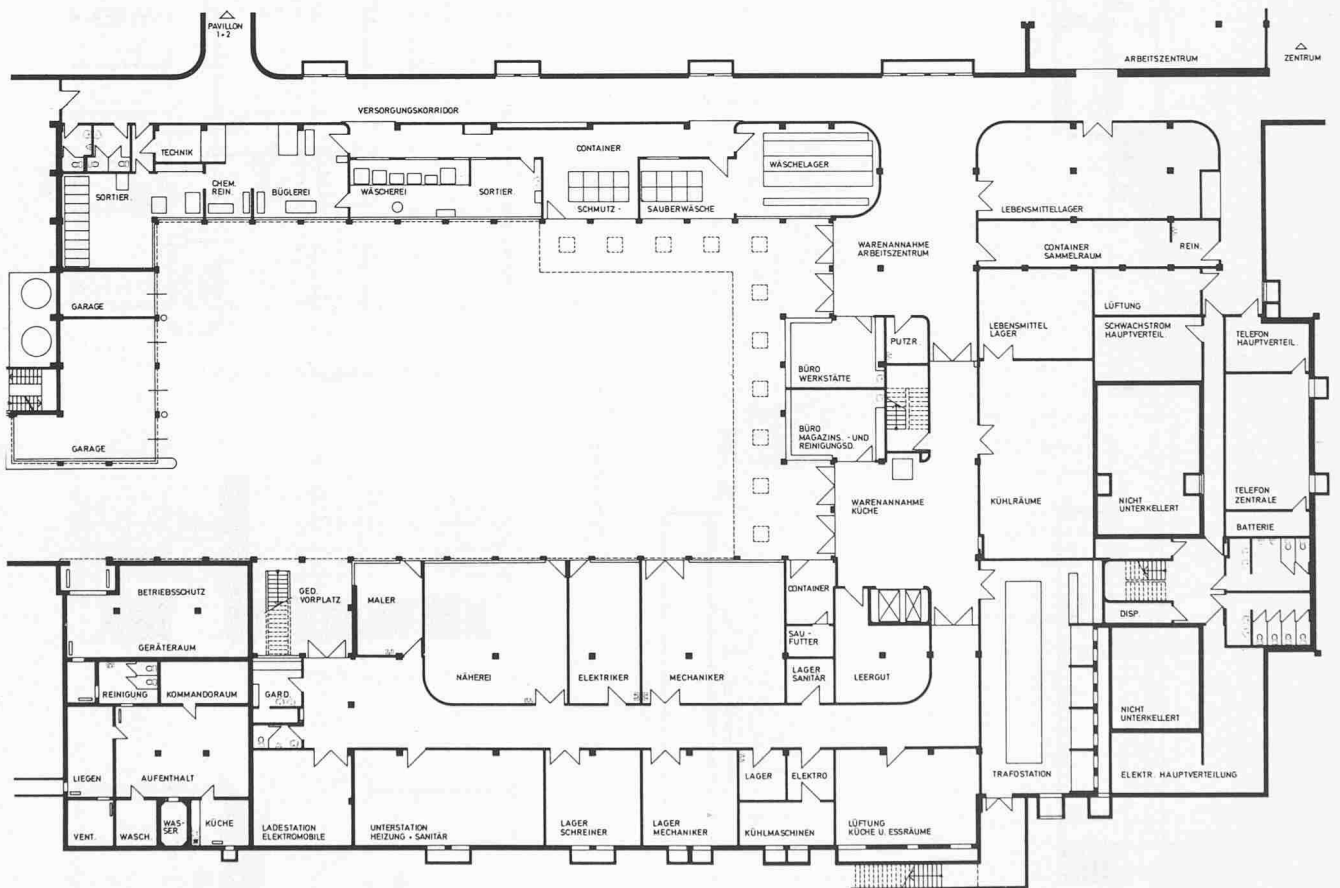 PAVILLON
1+2
ARBEITSZENTRUM
ZENTRUM
VERSORGUNGSKORRIDOR
TECHNIK
CONTAINER
SORTIER.
CHEM.
REIN.
BÜGLEREI
WÄSCHEREI
SORTIER.
SCHMUTZ -
SAUBERWÄSCHE
WÄSCHELAGER
LEBENSMITTELLAGER
WARENANNAHME
ARBEITSZENTRUM
CONTAINER
SAMMELRAUM
REIN.
GARAGE
LÜFTUNG
LEBENSMITTEL
LAGER
SCHWACHSTROM
HAUPTVERTEIL.
TELEFON
HAUPTVERTEIL.
PUTZR.
BÜRO
WERKSTÄTTE
BÜRO
MAGAZINS. - UND
REINIGUNGSD.
GARAGE
WARENANNAHME
KÜCHE
KÜHLRÄUME
NICHT
UNTERKELLERT
TELEFON
ZENTRALE
BATTERIE
BETRIEBSSCHUTZ
GERÄTERAUM
GED.
VORPLATZ
MALER
CONTAINER
DISP.
SAU -
FUTTER
REINIGUNG
KOMMANDORAUM
GARD.
NÄHEREI
ELEKTRIKER
MECHANIKER
LAGER
SANITÄR
LEERGUT
NICHT
UNTERKELLERT
LIEGEN
AUFENTHALT
LAGER
ELEKTRO
TRAFOSTATION
ELEKTR. HAUPTVERTEILUNG
VENT.
WASCH.
WAS-
SER
KÜCHE
LADESTATION
ELEKTROMOBILE
UNTERSTATION
HEIZUNG + SANITÄR
LAGER
SCHREINER
LAGER
MECHANIKER
KÜHLMASCHINEN
LÜFTUNG
KÜCHE U. ESSRÄUME